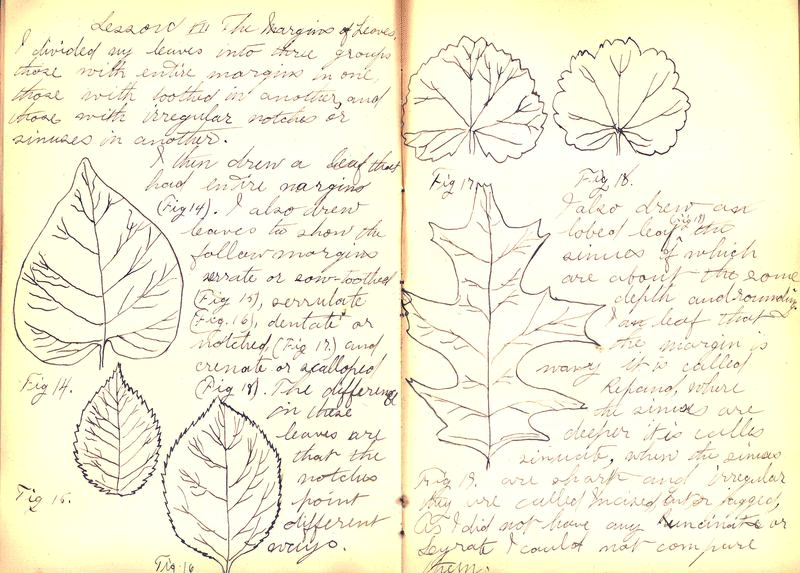 Lesson VII The Margins of Leaves.
I divided my leaves into three groups
those with entire margins in one,
those with toothed in another, and
those with irregular notches or
sinuses in another.
I then drew a leaf that
had entire margins
(Fig 14). I also drew
leaves to show the
follow margins
serrate or saw-toothed
(Fig 15), serrulate
(Fig. 16), dentate or
notched (Fig 17) and
crenate or scalloped
(Fig 18). The difference
in these
leaves are
that the
notches
point
different
ways.
Fig 14.
Fig 15.
Fig. 16
Fig 17.
Fig. 18.
I also drew an
lobed leaf (Fig 19) the
sinuses of which
are about the same
depth and rounding.
I an leaf that
the margin is
wavy it is called
Repand, where
the sinuses are
deeper it is called
sinuate, when the sinuses
Fig 19. are sharp and irregular
they are called Incised cut or jagged,
As I did not have any Runcinate or
Leyrate I could not compare
them.